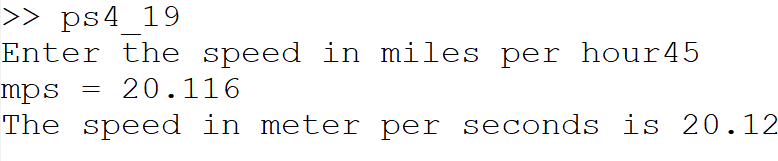 >> ps4_19
Enter the speed in miles per hour45
mps = 20.116
The speed in meter per seconds is 20.12